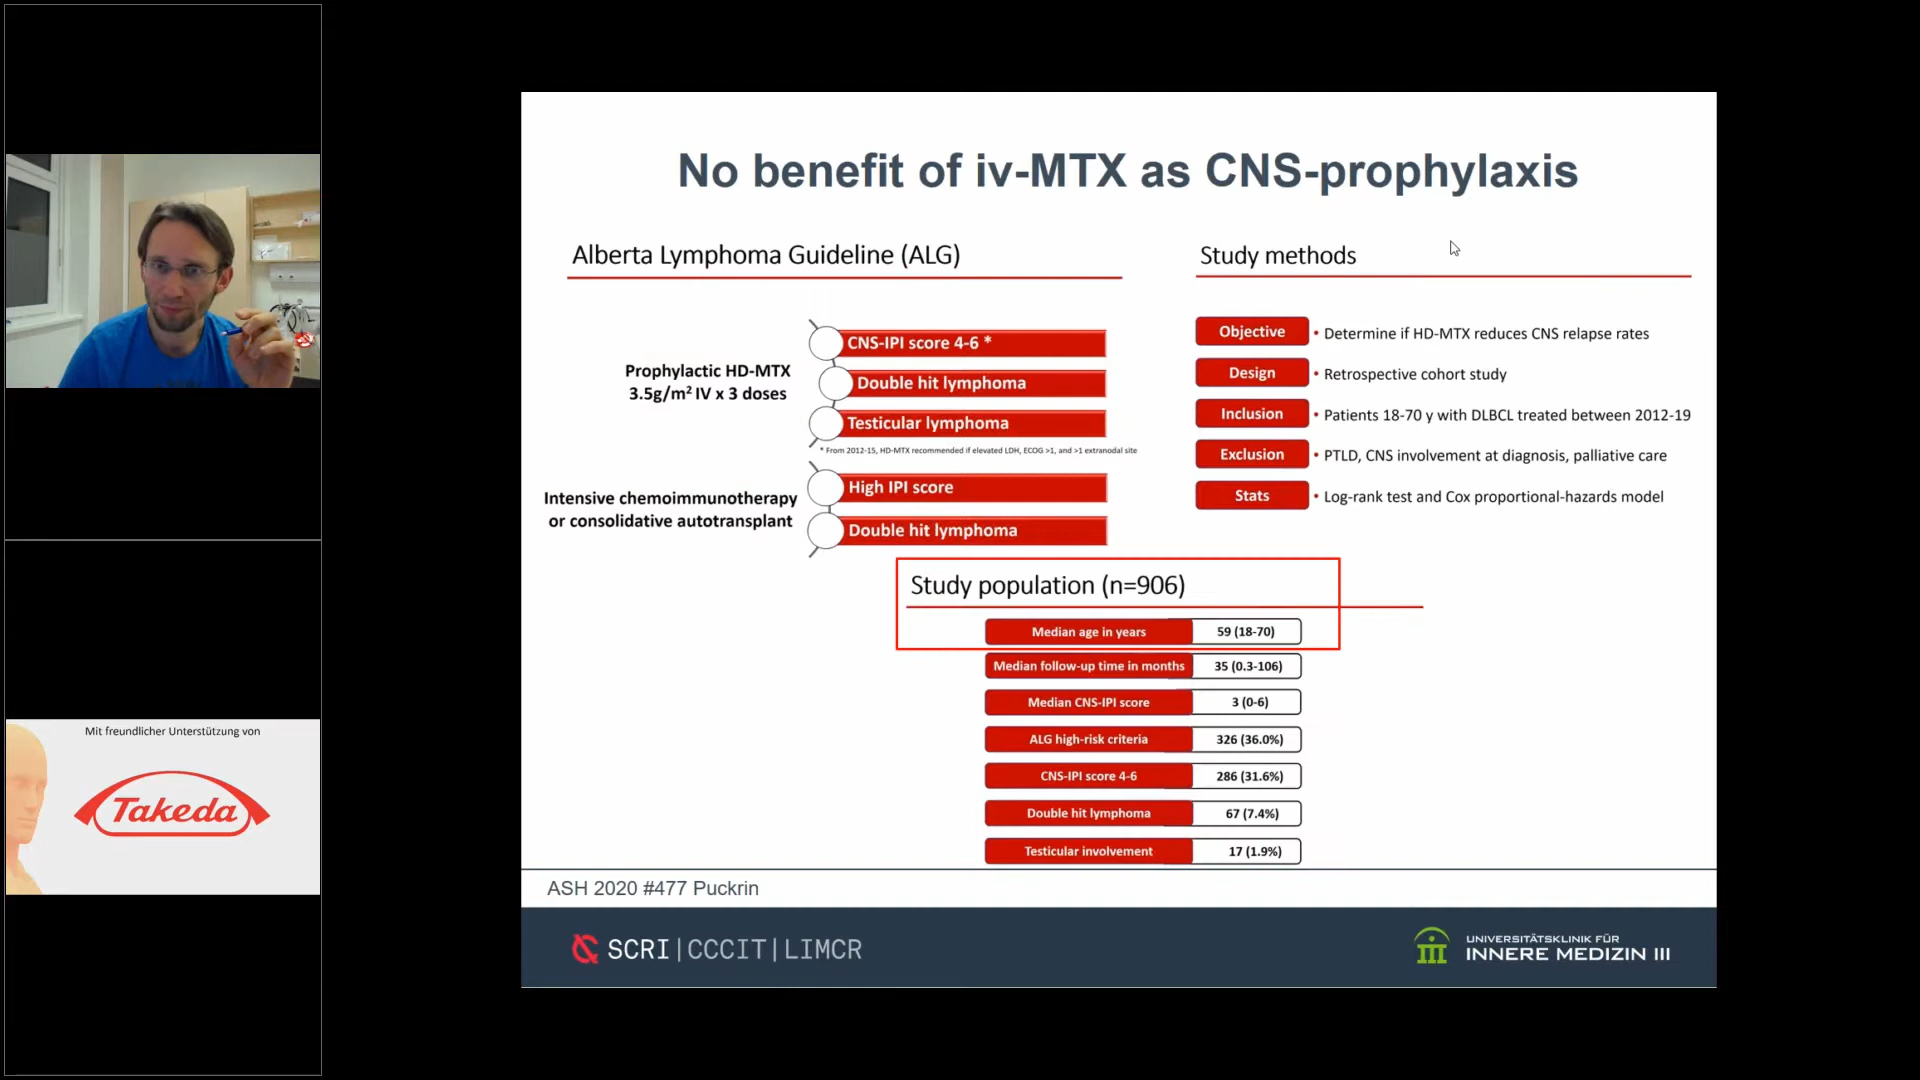 Mit freundlicher Unterstützung von
Takeda
No benefit of iv-MTX as CNS-prophylaxis
Alberta Lymphoma Guideline (ALG)
Prophylactic HD-MTX
3.5g/m² IV x 3 doses
CNS-IPI score 4-6 *
Double hit lymphoma
Testicular lymphoma
* From 2012-15, HD-MTX recommended if elevated LDH, ECOG >1, and >1 extranodal site
Intensive chemoimmunotherapy
or consolidative autotransplant
High IPI score
Double hit lymphoma
Study methods
Objective • Determine if HD-MTX reduces CNS relapse rates
Design • Retrospective cohort study
Inclusion • Patients 18-70 y with DLBCL treated between 2012-19
Exclusion • PTLD, CNS involvement at diagnosis, palliative care
Stats • Log-rank test and Cox proportional-hazards model
Study population (n=906)
Median age in years 59 (18-70)
Median follow-up time in months 35 (0.3-106)
Median CNS-IPI score 3 (0-6)
ALG high-risk criteria 326 (36.0%)
CNS-IPI score 4-6 286 (31.6%)
Double hit lymphoma 67 (7.4%)
Testicular involvement 17 (1.9%)
ASH 2020 #477 Puckrin
SCRI|CCCIT|LIMCR
UNIVERSITÄTSKLINIK FÜR
INNERE MEDIZIN III